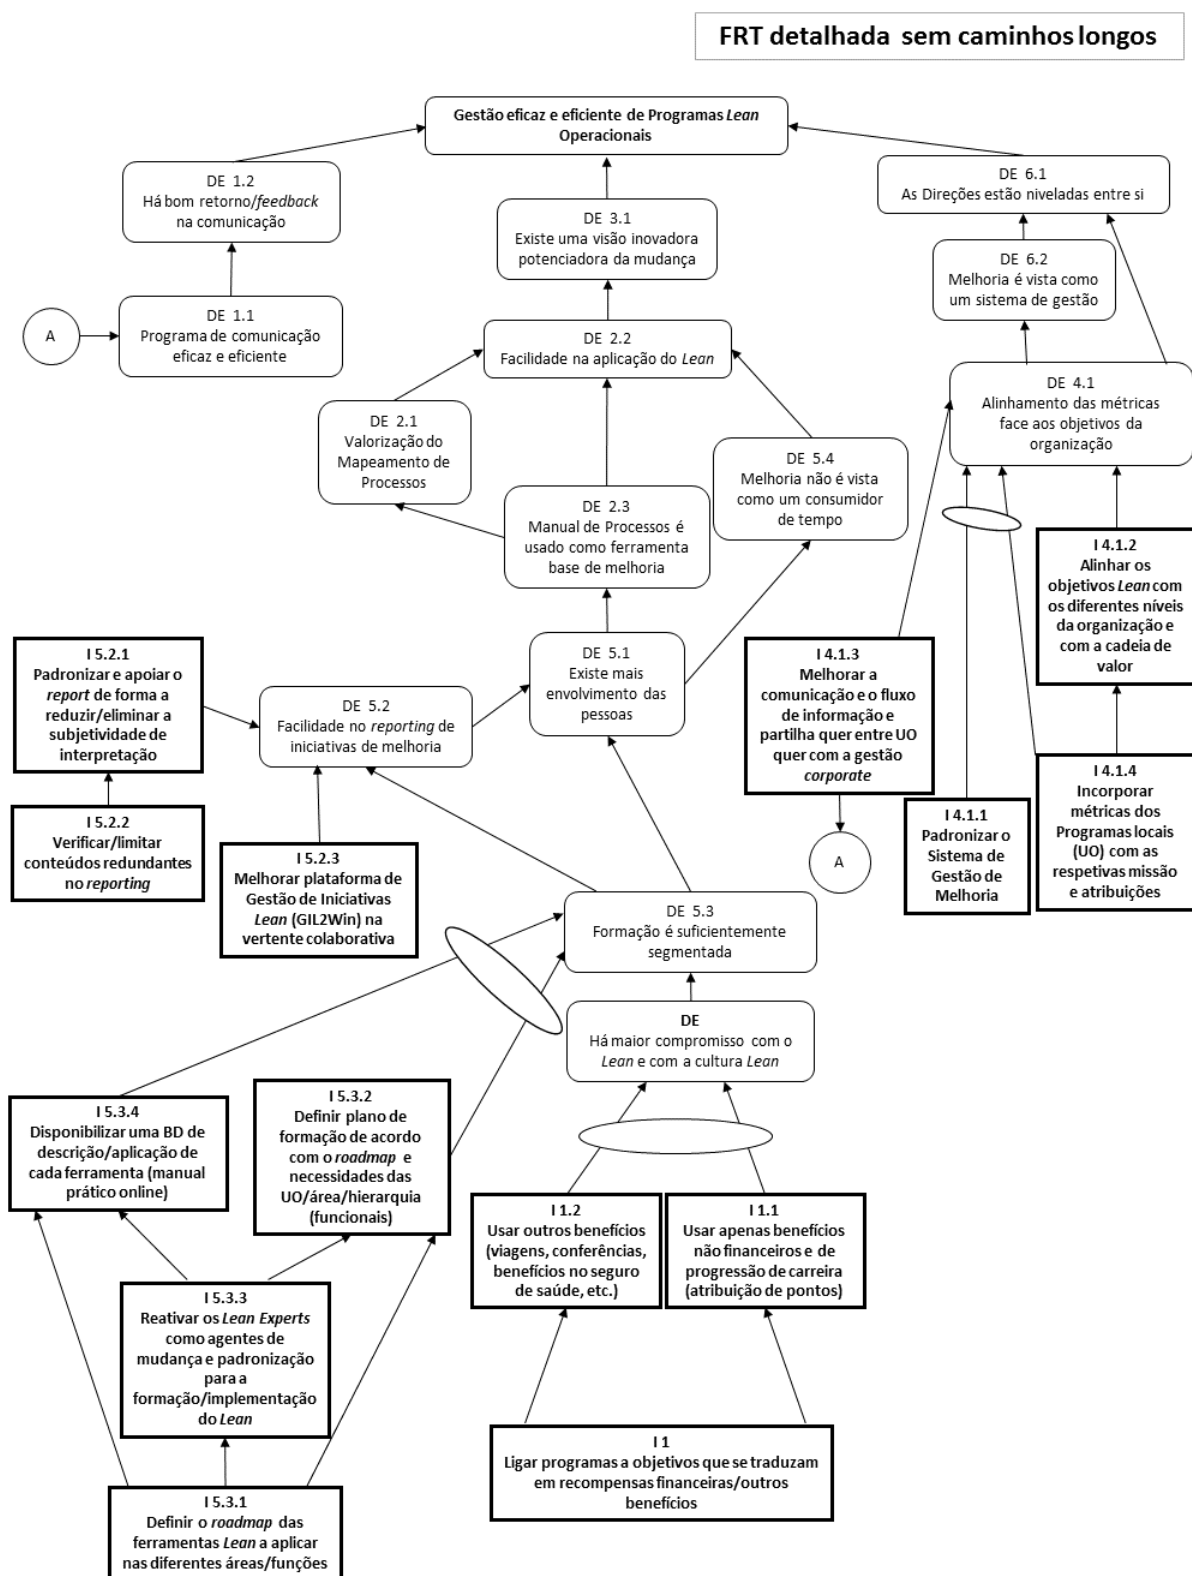 FRT detalhada sem caminhos longos
Gestão eficaz e eficiente de Programas Lean
Operacionais
DE 1.2
Há bom retorno/feedback
na comunicação
DE 3.1
Existe uma visão inovadora
potenciadora da mudança
DE 6.1
As Direções estão niveladas entre si
DE 6.2
Melhoria é vista como
um sistema de gestão
A
DE 1.1
Programa de comunicação
eficaz e eficiente
DE 2.2
Facilidade na aplicação do Lean
DE 4.1
Alinhamento das métricas
face aos objetivos da
organização
DE 2.1
Valorização do
Mapeamento de
Processos
DE 5.4
Melhoria não é vista
como um consumidor
de tempo
DE 2.3
Manual de Processos é
usado como ferramenta
base de melhoria
I 4.1.2
Alinhar os
objetivos Lean com
os diferentes níveis
da organização e
com a cadeia de
valor
I 5.2.1
Padronizar e apoiar o
report de forma a
reduzir/eliminar a
subjetividade de
interpretação
DE 5.2
Facilidade no reporting de
iniciativas de melhoria
DE 5.1
Existe mais
envolvimento das
pessoas
I 4.1.3
Melhorar a
comunicação e o fluxo
de informação e
partilha quer entre UO
quer com a gestão
corporate
I 5.2.2
Verificar/limitar
conteúdos redundantes
no reporting
I 5.2.3
Melhorar plataforma de
Gestão de Iniciativas
Lean (GIL2Win) na
vertente colaborativa
A
I 4.1.1
Padronizar o
Sistema de
Gestão de
Melhoria
I 4.1.4
Incorporar
métricas dos
Programas locais
(UO) com as
respetivas missão
e atribuições
DE 5.3
Formação é suficientemente
segmentada
DE
Há maior compromisso com o
Lean e com a cultura Lean
I 5.3.4
Disponibilizar uma BD de
descrição/aplicação de
cada ferramenta (manual
prático online)
I 5.3.2
Definir plano de
formação de acordo
com o roadmap e
necessidades das
UO/área/hierarquia
(funcionais)
I 1.2
Usar outros benefícios
(viagens, conferências,
benefícios no seguro
de saúde, etc.)
I 1.1
Usar apenas benefícios
não financeiros e de
progressão de carreira
(atribuição de pontos)
I 5.3.3
Reativar os Lean Experts
como agentes de
mudança e padronização
para a
formação/implementação
do Lean
I 1
Ligar programas a objetivos que se traduzam
em recompensas financeiras/outros
benefícios
I 5.3.1
Definir o roadmap das
ferramentas Lean a aplicar
nas diferentes áreas/funções